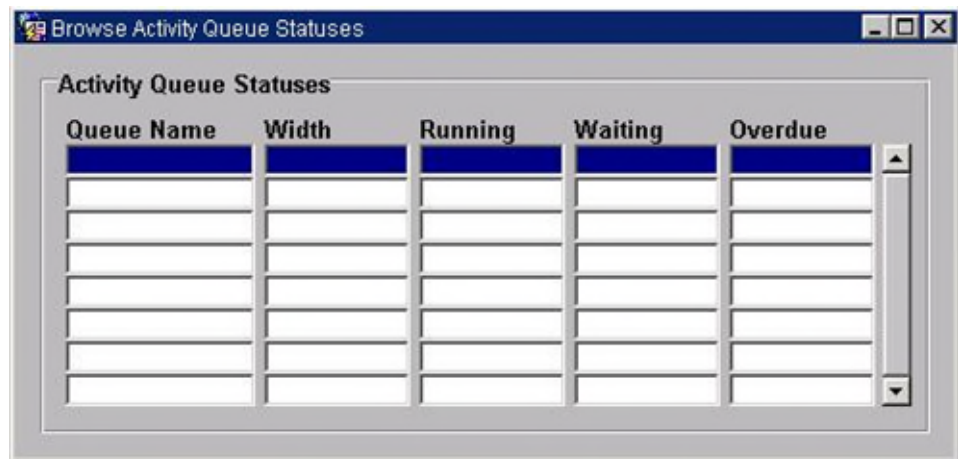 Browse Activity Queue Statuses
Activity Queue Statuses
Queue Name Width Running Waiting Overdue